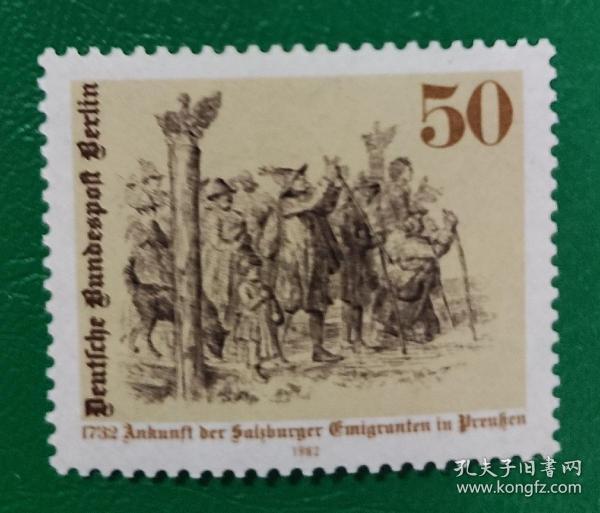 50
Deutsche Bundespost Berlin
1732 Ankunft der Salzburger Emigranten in Preußen
1982
孔夫子旧书网
www.kongfz.com